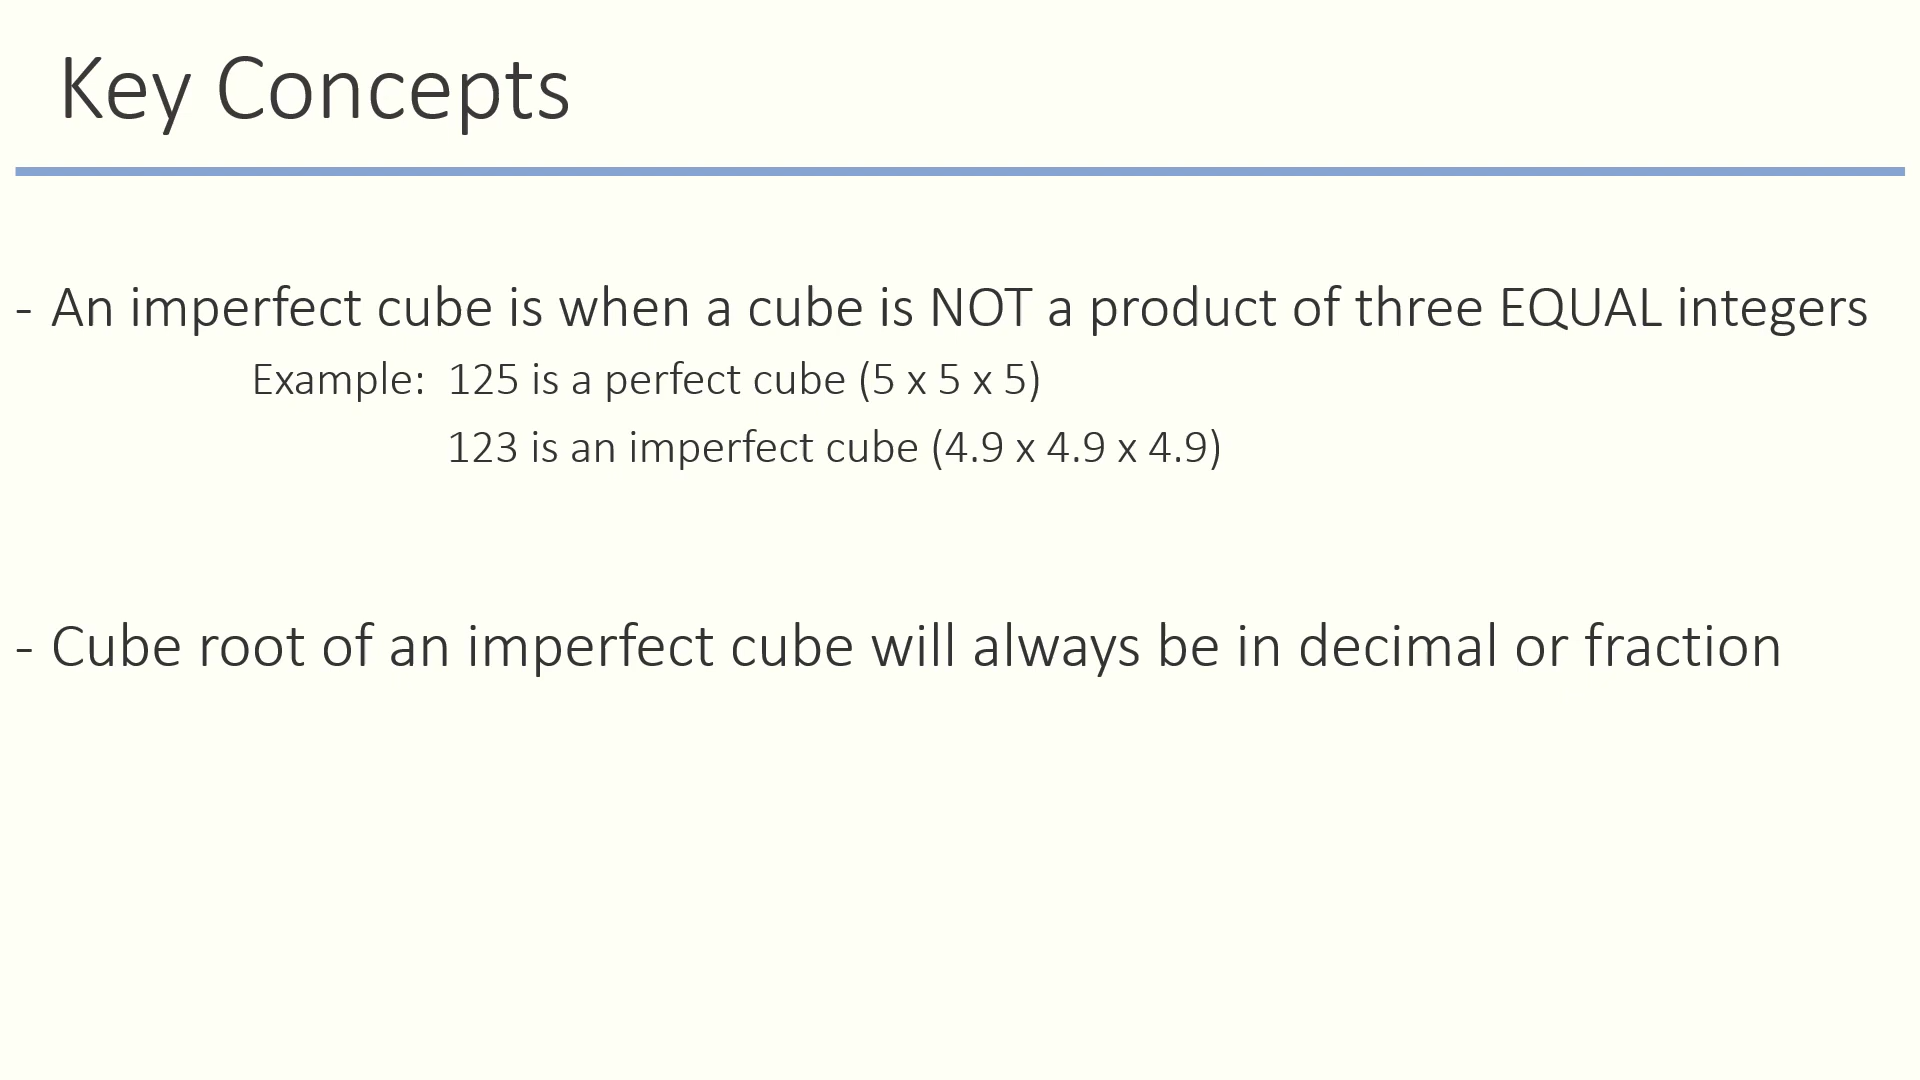 Key Concepts
- An imperfect cube is when a cube is NOT a product of three EQUAL integers
Example: 125 is a perfect cube (5 x 5 x 5)
123 is an imperfect cube (4.9 x 4.9 x 4.9)
- Cube root of an imperfect cube will always be in decimal or fraction